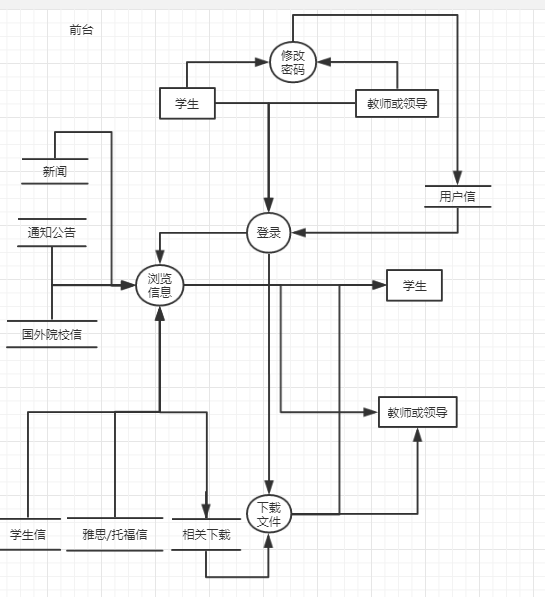 前台
修改
密码
学生
教师或领导
新闻
用户信
通知公告
登录
浏览
信息
学生
国外院校信
教师或领导
下载
文件
学生信
雅思/托福信
相关下载